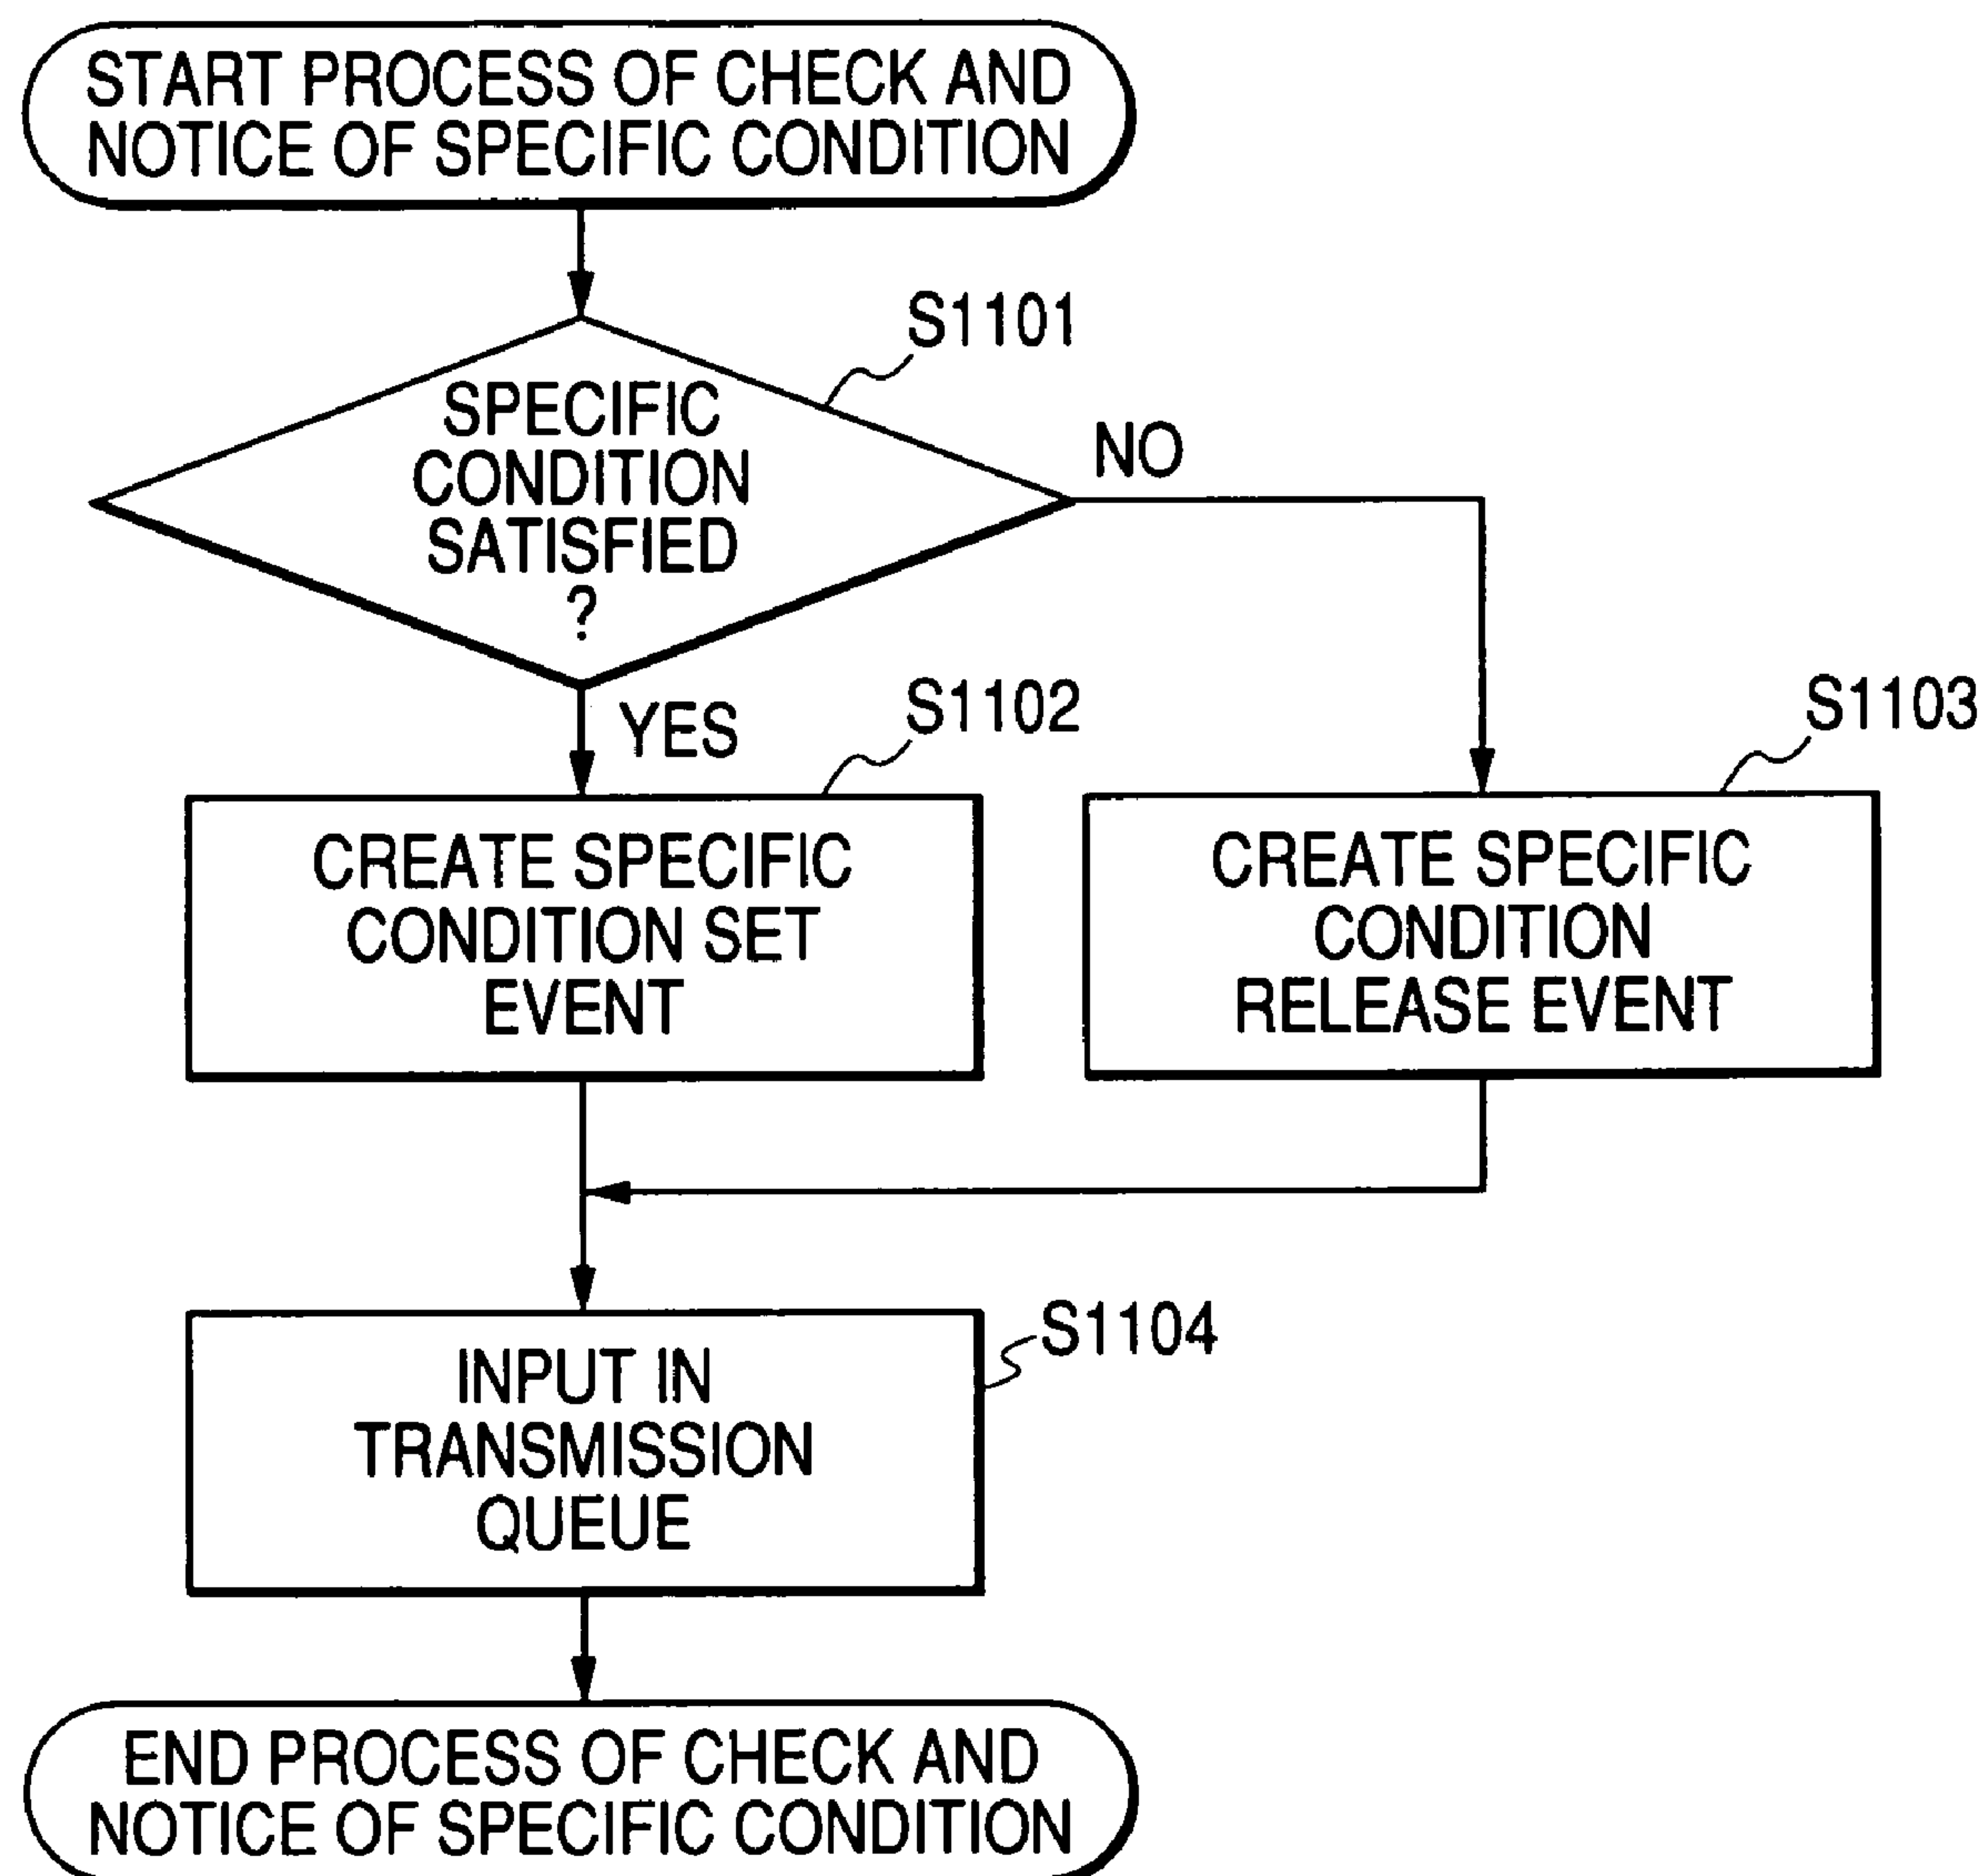 START PROCESS OF CHECK AND
NOTICE OF SPECIFIC CONDITION
S1101
SPECIFIC
CONDITION
SATISFIED
?
NO
YES
S1102
S1103
CREATE SPECIFIC
CONDITION SET
EVENT
CREATE SPECIFIC
CONDITION
RELEASE EVENT
S1104
INPUT IN
TRANSMISSION
QUEUE
END PROCESS OF CHECK AND
NOTICE OF SPECIFIC CONDITION